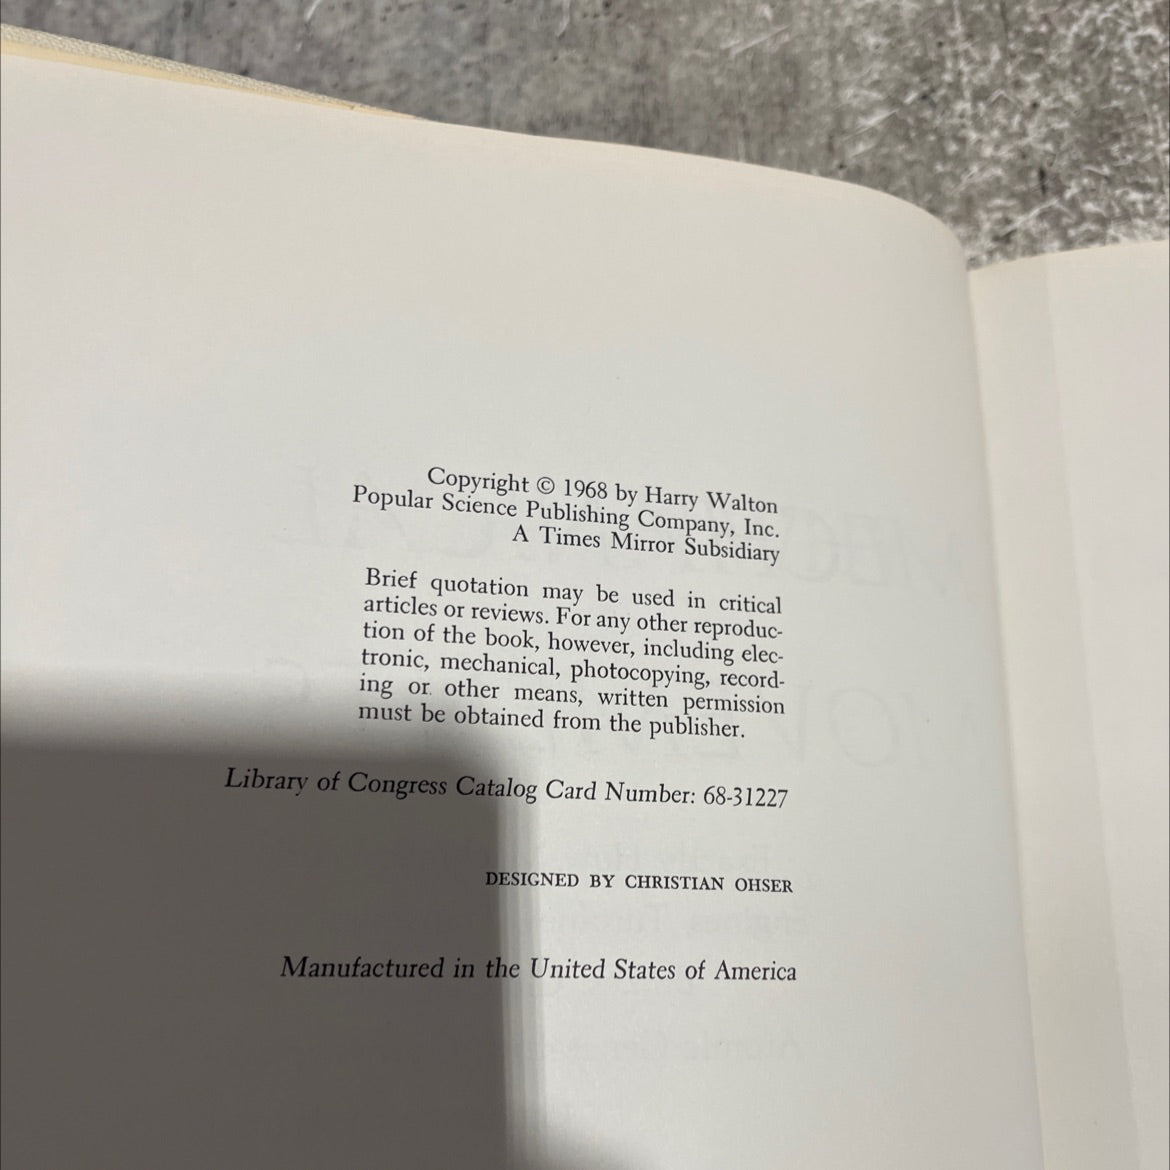 Copyright © 1968 by Harry Walton
Popular Science Publishing Company, Inc.
A Times Mirror Subsidiary
Brief quotation may be used in critical
articles or reviews. For any other reproduc-
tion of the book, however, including elec-
tronic, mechanical, photocopying, record-
ing or other means, written permission
must be obtained from the publisher.
Library of Congress Catalog Card Number: 68-31227
DESIGNED BY CHRISTIAN OHSER
Manufactured in the United States of America